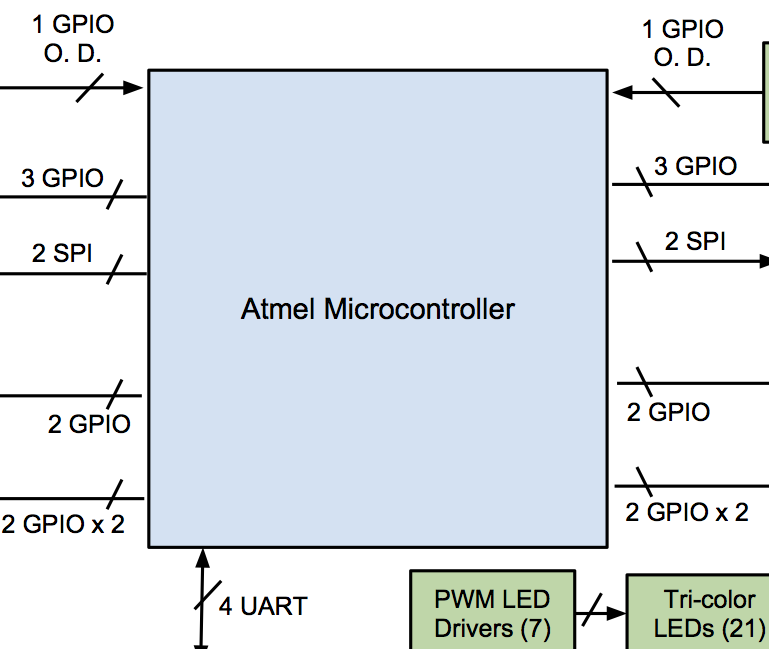 1 GPIO
O. D.
1 GPIO
O. D.
3 GPIO
3 GPIO
2 SPI
2 SPI
Atmel Microcontroller
2 GPIO
2 GPIO
2 GPIO x 2
2 GPIO x 2
4 UART
PWM LED
Drivers (7)
Tri-color
LEDs (21)